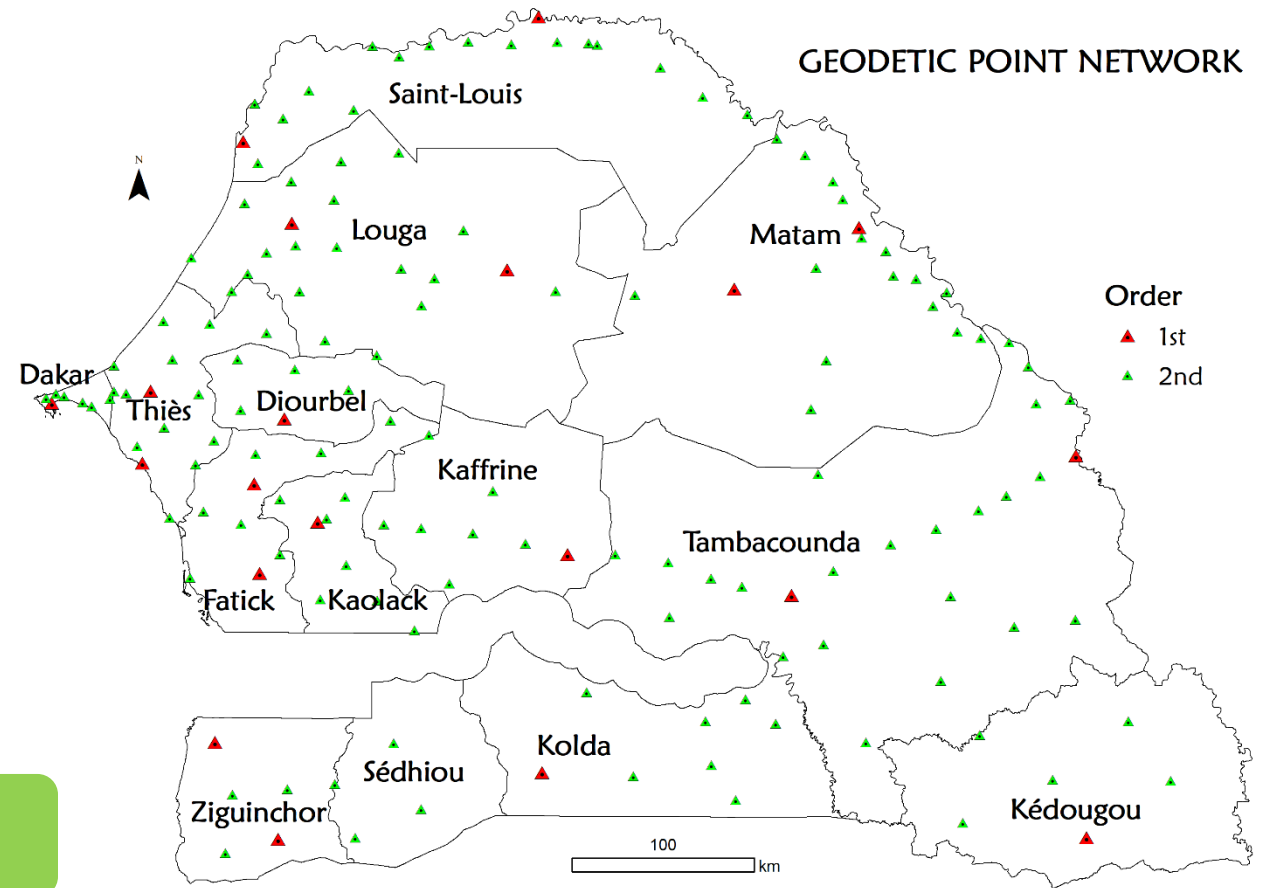 GEODETIC POINT NETWORK
Saint-Louis
N
Louga
Matam
Order
1st
2nd
Dakar
Thiès
Diourbel
Kaffrine
Tambacounda
Fatick
Kaolack
Kolda
Sédhiou
Ziguinchor
Kédougou
100
km